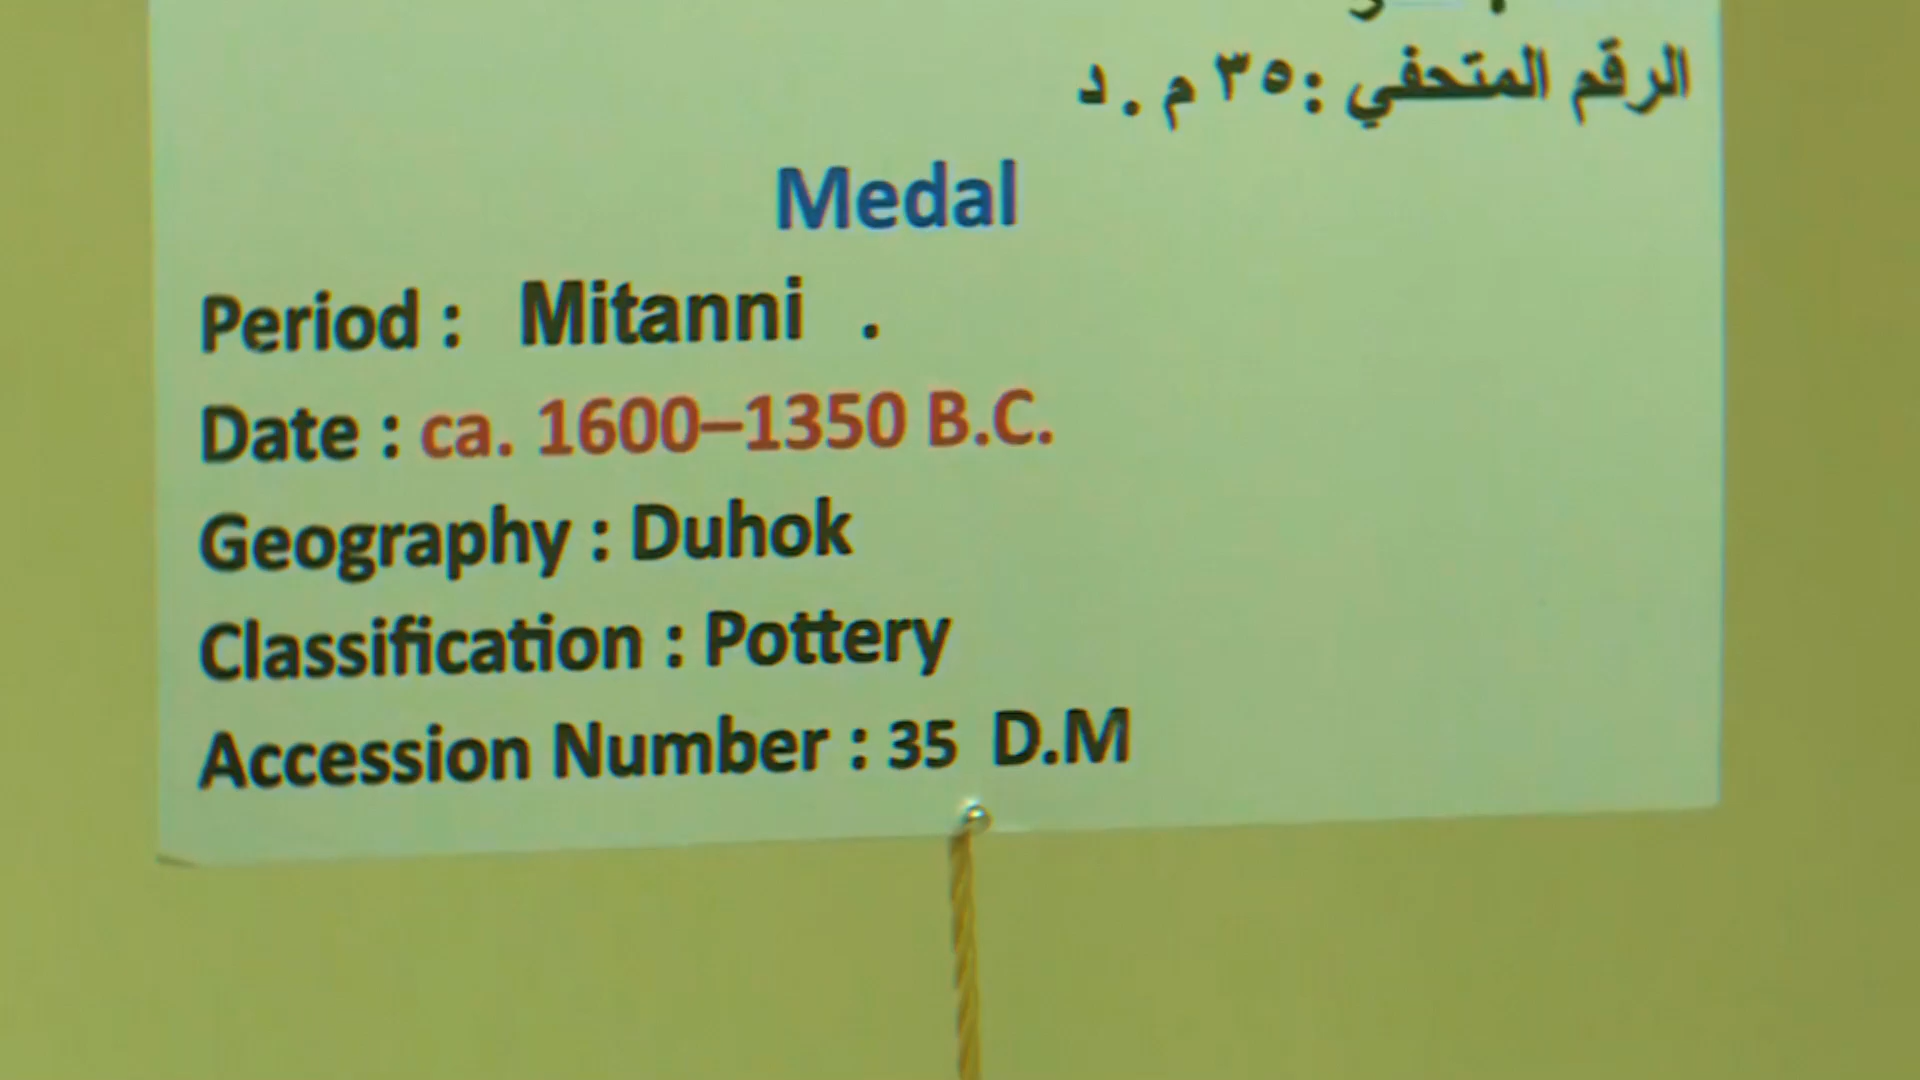 الرقم المتحفي :٣٥ م . د
Medal
Period : Mitanni .
Date : ca. 1600–1350 B.C.
Geography : Duhok
Classification : Pottery
Accession Number : 35 D.M